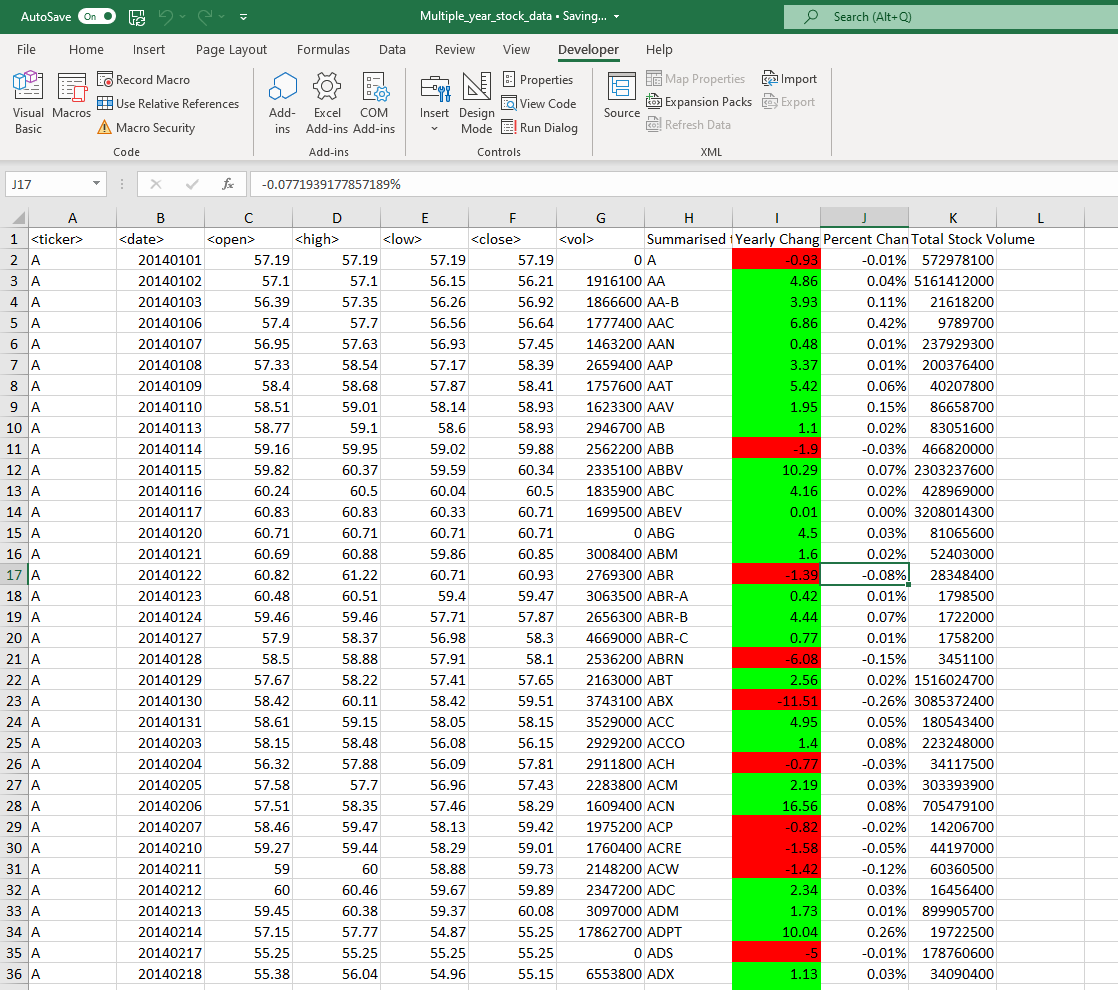 AutoSave On Multiple_year_stock_data • Saving... Search (Alt+Q)
File Home Insert Page Layout Formulas Data Review View Developer Help
Visual Basic
Macros
Record Macro
Use Relative References
Macro Security
Code
Add-ins
Excel Add-ins
COM Add-ins
Add-ins
Insert
Design Mode
Properties
View Code
Run Dialog
Controls
Source
Map Properties
Expansion Packs
Refresh Data
Import
Export
XML
J17 fx -0.0771939177857189%
A B C D E F G H I J K L
1 <ticker> <date> <open> <high> <low> <close> <vol> Summarised t Yearly Chang Percent Chan Total Stock Volume
2 A 20140101 57.19 57.19 57.19 57.19 0 A -0.93 -0.01% 572978100
3 A 20140102 57.1 57.1 56.15 56.21 1916100 AA 4.86 0.04% 5161412000
4 A 20140103 56.39 57.35 56.26 56.92 1866600 AA-B 3.93 0.11% 21618200
5 A 20140106 57.4 57.7 56.56 56.64 1777400 AAC 6.86 0.42% 9789700
6 A 20140107 56.95 57.63 56.93 57.45 1463200 AAN 0.48 0.01% 237929300
7 A 20140108 57.33 58.54 57.17 58.39 2659400 AAP 3.37 0.01% 200376400
8 A 20140109 58.4 58.68 57.87 58.41 1757600 AAT 5.42 0.06% 40207800
9 A 20140110 58.51 59.01 58.14 58.93 1623300 AAV 1.95 0.15% 86658700
10 A 20140113 58.77 59.1 58.6 58.93 2946700 AB 1.1 0.02% 83051600
11 A 20140114 59.16 59.95 59.02 59.88 2562200 ABB -1.9 -0.03% 466820000
12 A 20140115 59.82 60.37 59.59 60.34 2335100 ABBV 10.29 0.07% 2303237600
13 A 20140116 60.24 60.5 60.04 60.5 1835900 ABC 4.16 0.02% 428969000
14 A 20140117 60.83 60.83 60.33 60.71 1699500 ABEV 0.01 0.00% 3208014300
15 A 20140120 60.71 60.71 60.71 60.71 0 ABG 4.5 0.03% 81065600
16 A 20140121 60.69 60.88 59.86 60.85 3008400 ABM 1.6 0.02% 52403000
17 A 20140122 60.82 61.22 60.71 60.93 2769300 ABR -1.39 -0.08% 28348400
18 A 20140123 60.48 60.51 59.4 59.47 3063500 ABR-A 0.42 0.01% 1798500
19 A 20140124 59.46 59.46 57.71 57.87 2656300 ABR-B 4.44 0.07% 1722000
20 A 20140127 57.9 58.37 56.98 58.3 4669000 ABR-C 0.77 0.01% 1758200
21 A 20140128 58.5 58.88 57.91 58.1 2536200 ABRN -6.08 -0.15% 3451100
22 A 20140129 57.67 58.22 57.41 57.65 2163000 ABT 2.56 0.02% 1516024700
23 A 20140130 58.42 60.11 58.42 59.51 3743100 ABX -11.51 -0.26% 3085372400
24 A 20140131 58.61 59.15 58.05 58.15 3529000 ACC 4.95 0.05% 180543400
25 A 20140203 58.15 58.48 56.08 56.15 2929200 ACCO 1.4 0.08% 223248000
26 A 20140204 56.32 57.88 56.09 57.81 2911800 ACH -0.77 -0.03% 34117500
27 A 20140205 57.58 57.7 56.96 57.43 2283800 ACM 2.19 0.03% 303393900
28 A 20140206 57.51 58.35 57.46 58.29 1609400 ACN 16.56 0.08% 705479100
29 A 20140207 58.46 59.47 58.13 59.42 1975200 ACP -0.82 -0.02% 14206700
30 A 20140210 59.27 59.44 58.29 59.01 1760400 ACRE -1.58 -0.05% 44197000
31 A 20140211 59 60 58.88 59.73 2148200 ACW -1.42 -0.12% 60360500
32 A 20140212 60 60.46 59.67 59.89 2347200 ADC 2.34 0.03% 16456400
33 A 20140213 59.45 60.38 59.37 60.08 3097000 ADM 1.73 0.01% 899905700
34 A 20140214 57.15 57.77 54.87 55.25 17862700 ADPT 10.04 0.26% 19722500
35 A 20140217 55.25 55.25 55.25 55.25 0 ADS -5 -0.01% 178760600
36 A 20140218 55.38 56.04 54.96 55.15 6553800 ADX 1.13 0.03% 34090400